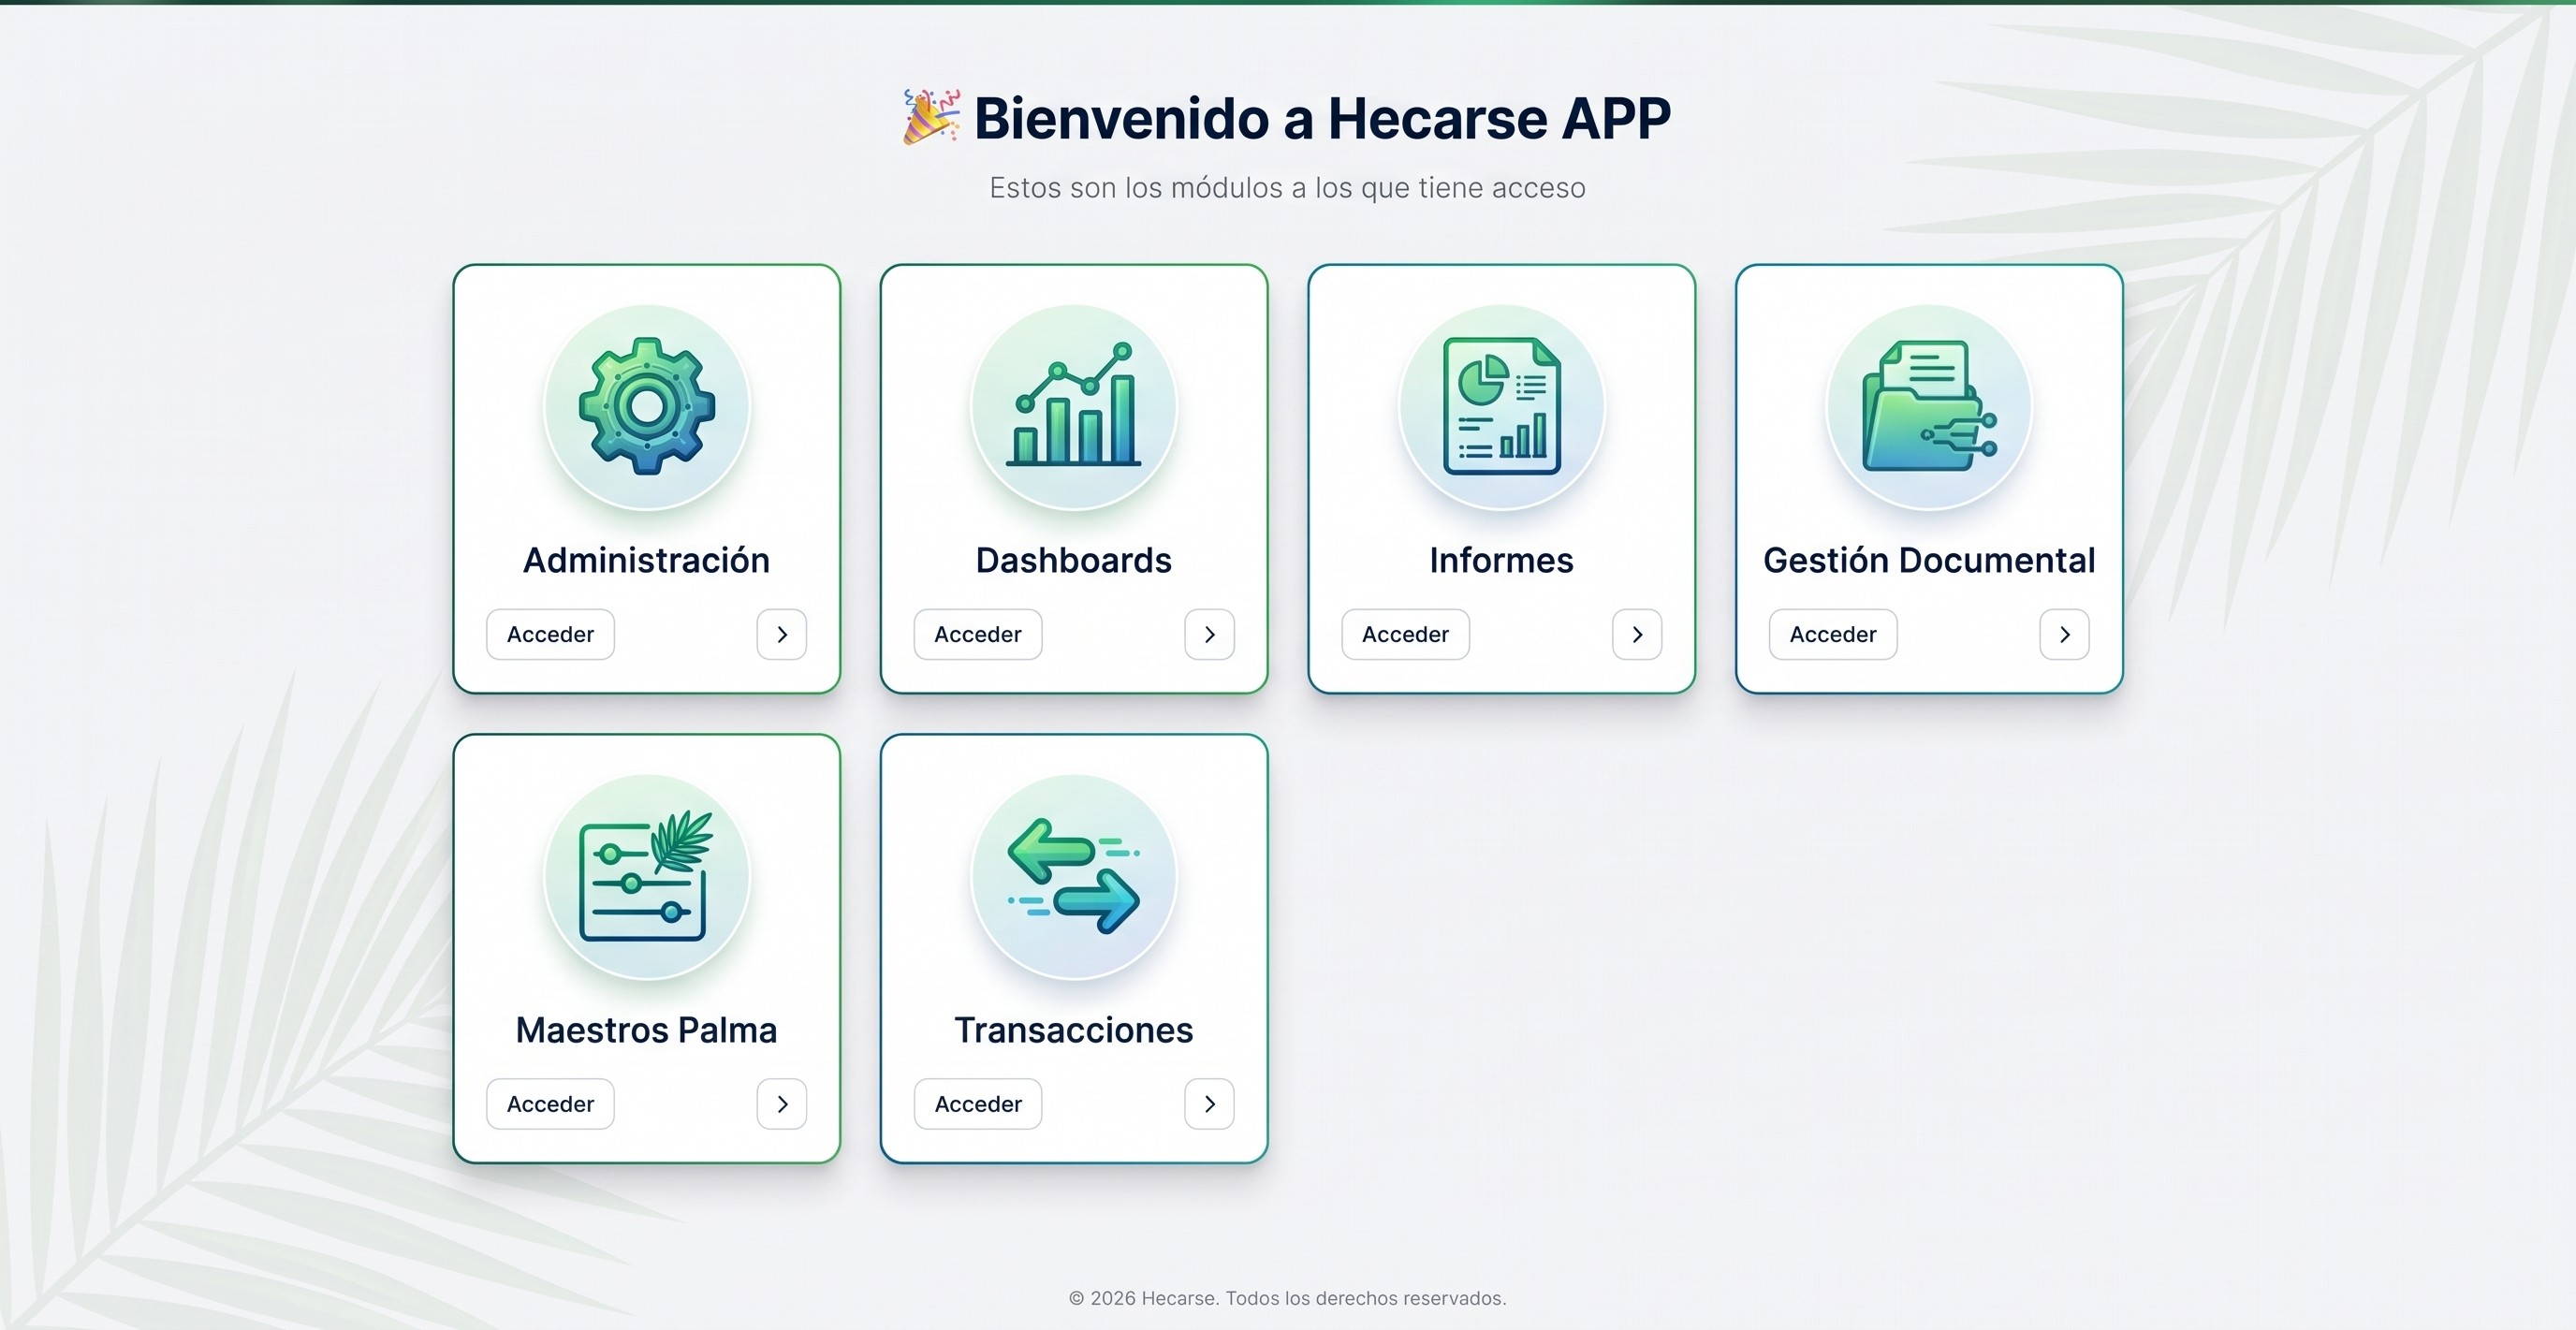 🎉 Bienvenido a Hecarse APP
Estos son los módulos a los que tiene acceso
Administración
Acceder
Dashboards
Acceder
Informes
Acceder
Gestión Documental
Acceder
Maestros Palma
Acceder
Transacciones
Acceder
© 2026 Hecarse. Todos los derechos reservados.